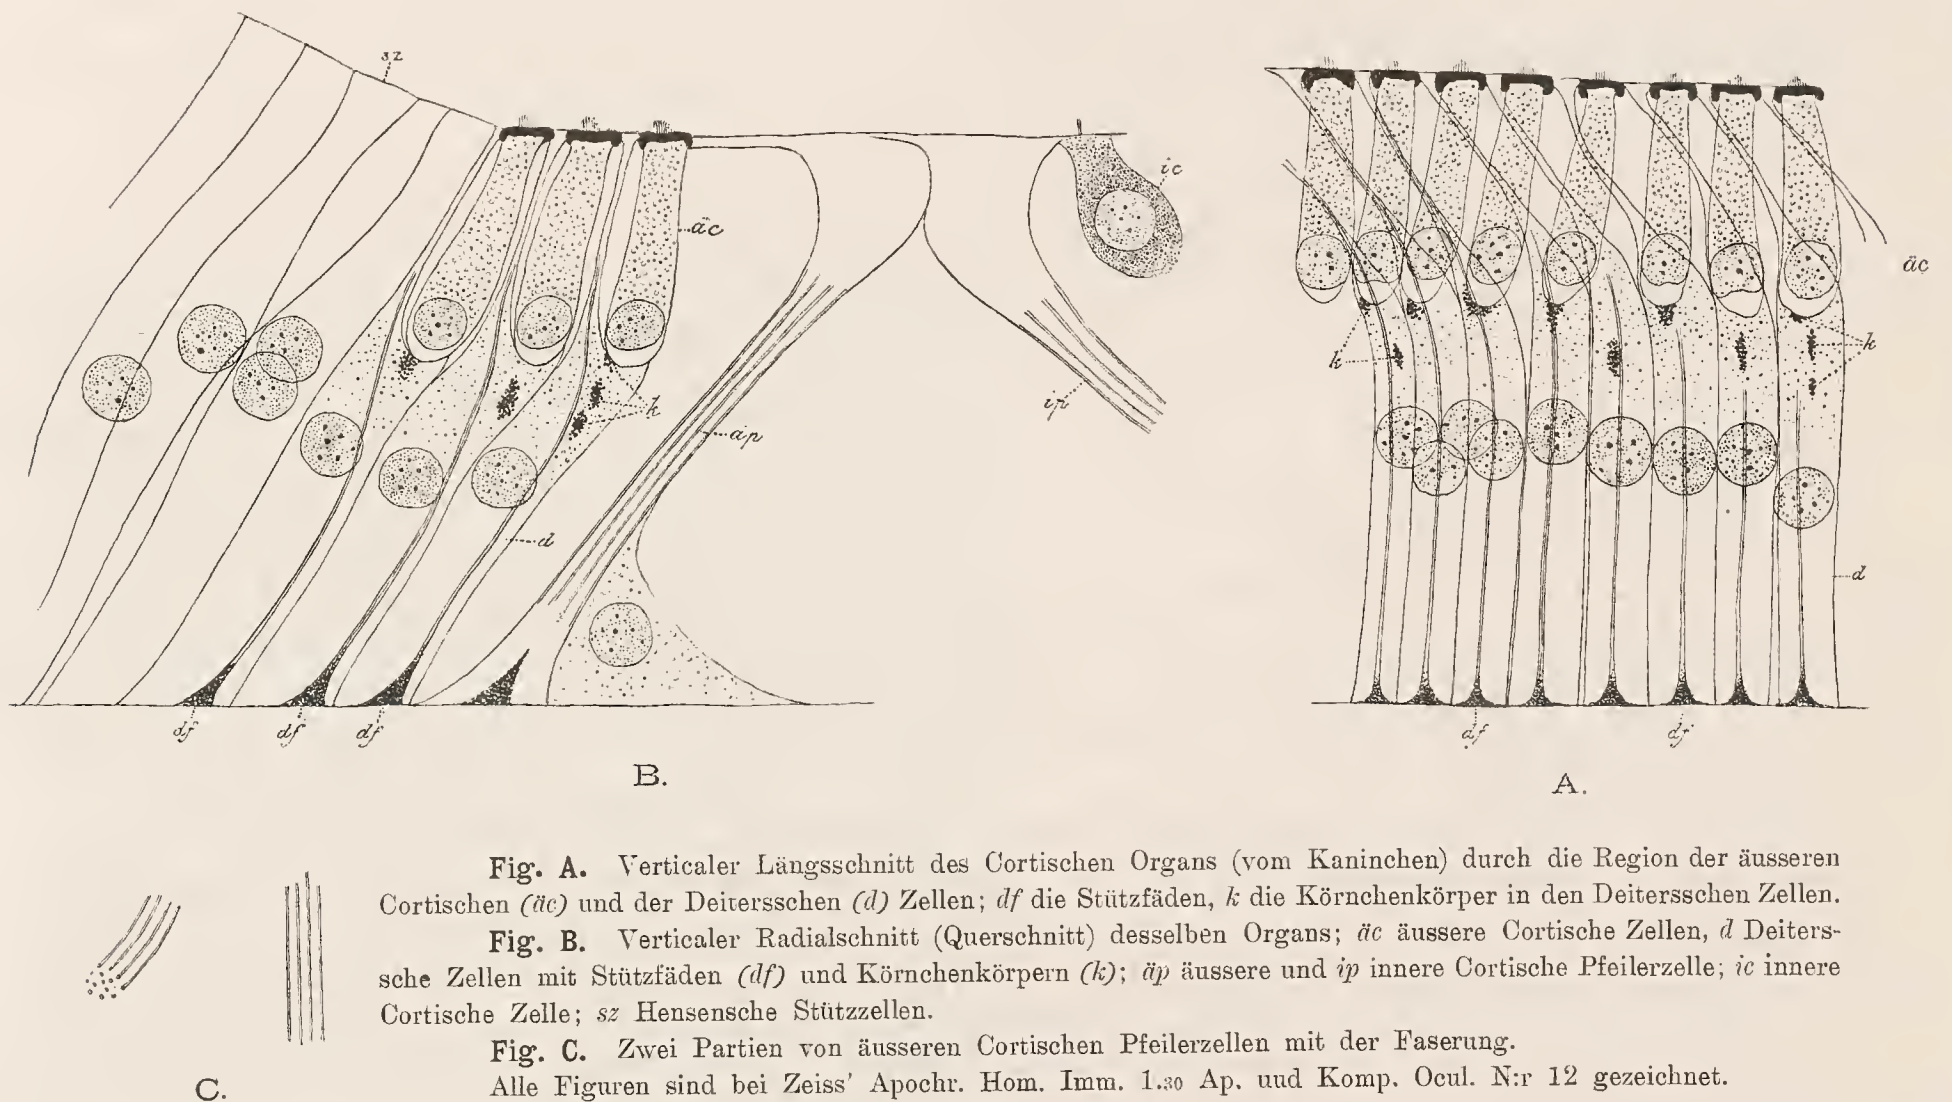 sz
ic
äc
äc
k
k
k
äp
ip
d
d
df
df
df
df
df
B.
A.
Fig. A. Verticaler Längsschnitt des Cortischen Organs (vom Kaninchen) durch die Region der äusseren
Cortischen (äc) und der Deitersschen (d) Zellen; df die Stützfäden, k die Körnchenkörper in den Deitersschen Zellen.
Fig. B. Verticaler Radialschnitt (Querschnitt) desselben Organs; äc äussere Cortische Zellen, d Deiters-
sche Zellen mit Stützfäden (df) und Körnchenkörpern (k); äp äussere und ip innere Cortische Pfeilerzelle; ic innere
Cortische Zelle; sz Hensensche Stützzellen.
Fig. C. Zwei Partien von äusseren Cortischen Pfeilerzellen mit der Faserung.
Alle Figuren sind bei Zeiss' Apochr. Hom. Imm. 1.30 Ap. uud Komp. Ocul. N:r 12 gezeichnet.
C.